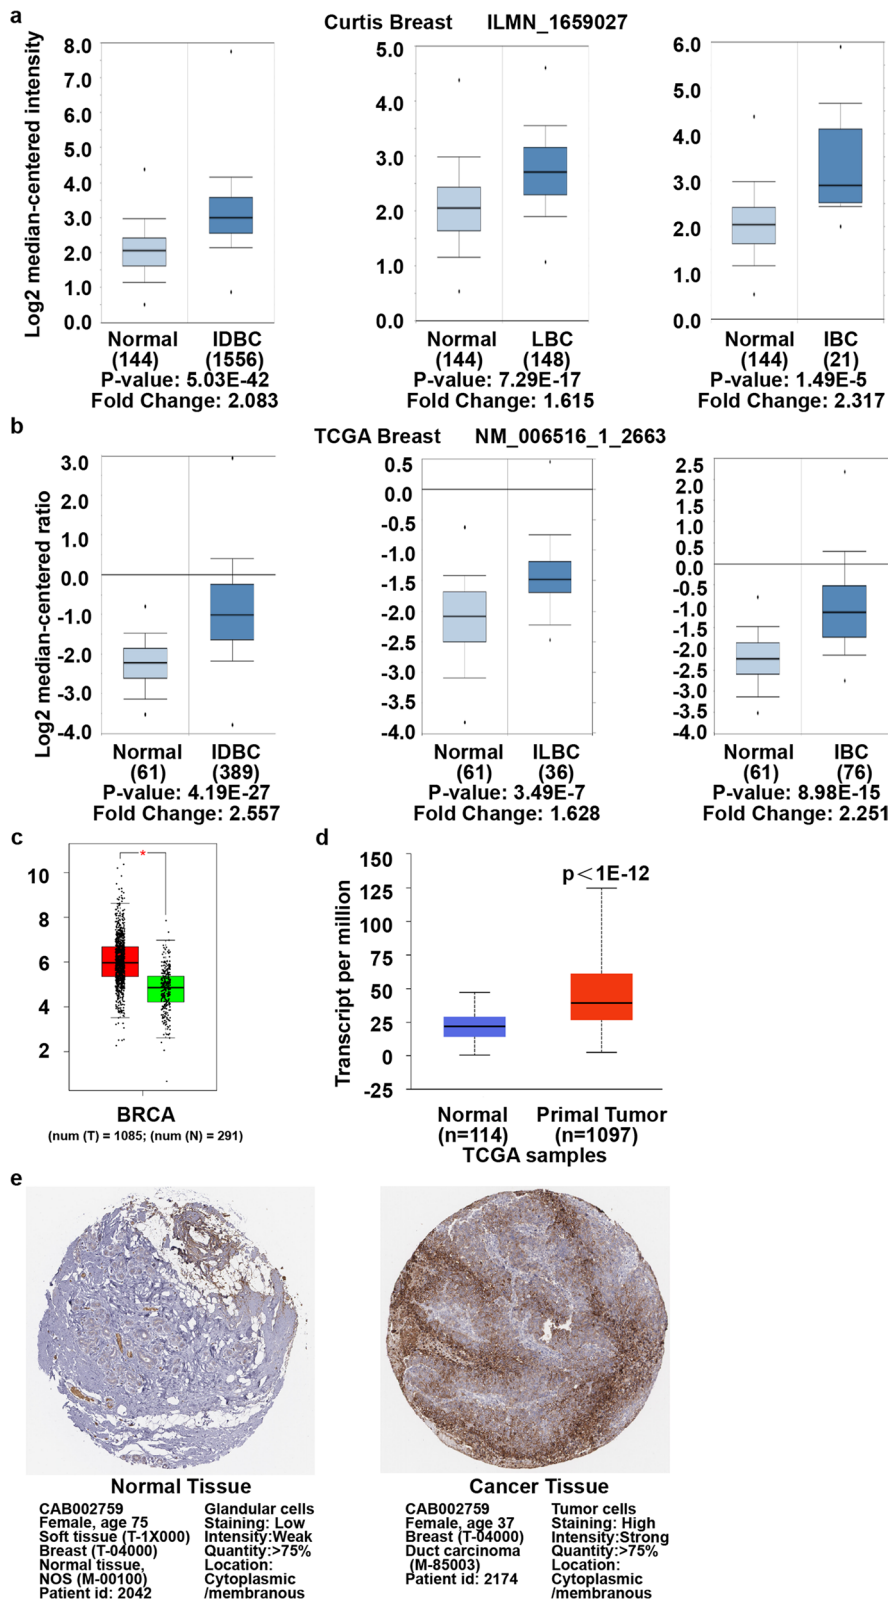 a
Curtis Breast ILMN_1659027
Log2 median-centered intensity
8.0
7.0
6.0
5.0
4.0
3.0
2.0
1.0
0.0
Normal IDBC
(144) (1556)
P-value: 5.03E-42
Fold Change: 2.083
5.0
4.0
3.0
2.0
1.0
0.0
Normal LBC
(144) (148)
P-value: 7.29E-17
Fold Change: 1.615
6.0
5.0
4.0
3.0
2.0
1.0
0.0
Normal IBC
(144) (21)
P-value: 1.49E-5
Fold Change: 2.317
b
TCGA Breast NM_006516_1_2663
Log2 median-centered ratio
3.0
2.0
1.0
0.0
-1.0
-2.0
-3.0
-4.0
Normal IDBC
(61) (389)
P-value: 4.19E-27
Fold Change: 2.557
0.5
0.0
-0.5
-1.0
-1.5
-2.0
-2.5
-3.0
-3.5
-4.0
Normal ILBC
(61) (36)
P-value: 3.49E-7
Fold Change: 1.628
2.5
2.0
1.5
1.0
0.5
0.0
-0.5
-1.0
-1.5
-2.0
-2.5
-3.0
-3.5
-4.0
Normal IBC
(61) (76)
P-value: 8.98E-15
Fold Change: 2.251
c
10
8
6
4
2
*
BRCA
(num (T) = 1085; (num (N) = 291)
d
Transcript per million
150
125
100
75
50
25
0
-25
p<1E-12
Normal Primal Tumor
(n=114) (n=1097)
TCGA samples
e
Normal Tissue
CAB002759
Female, age 75
Soft tissue (T-1X000)
Breast (T-04000)
Normal tissue,
NOS (M-00100)
Patient id: 2042
Glandular cells
Staining: Low
Intensity:Weak
Quantity:>75%
Location:
Cytoplasmic
/membranous
Cancer Tissue
CAB002759
Female, age 37
Breast (T-04000)
Duct carcinoma
(M-85003)
Patient id: 2174
Tumor cells
Staining: High
Intensity:Strong
Quantity:>75%
Location:
Cytoplasmic
/membranous